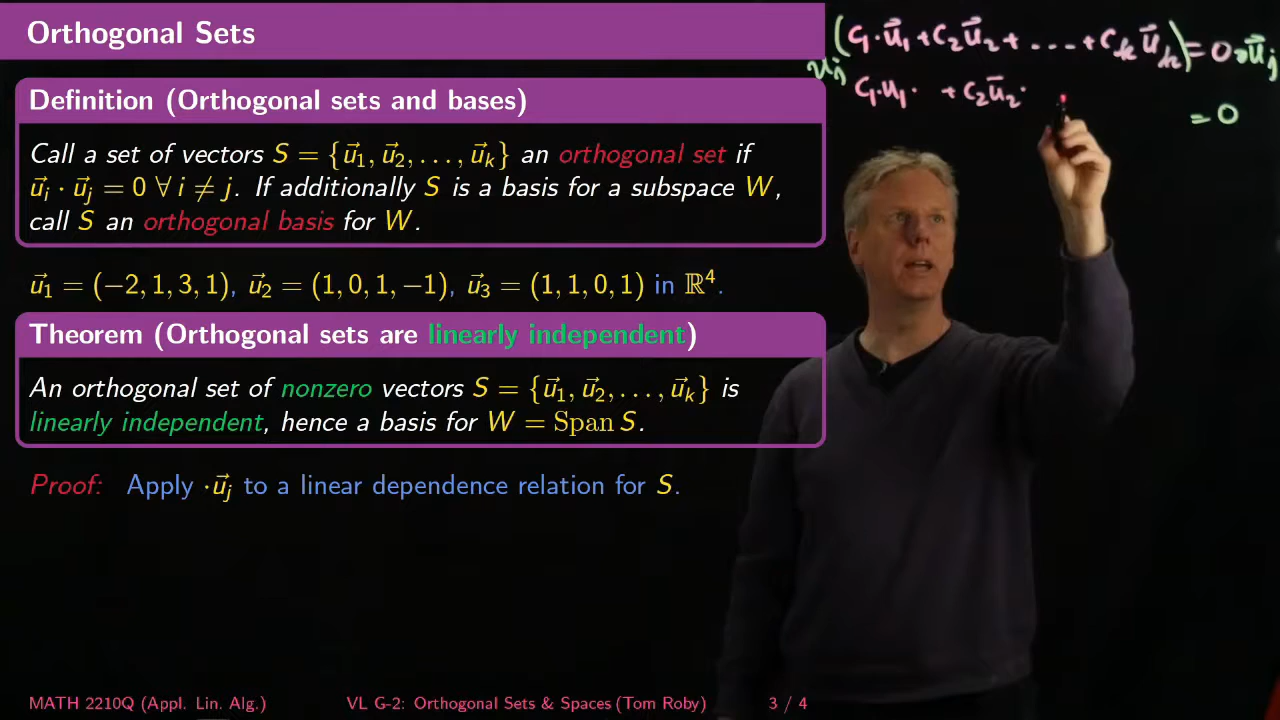 Orthogonal Sets
Definition (Orthogonal sets and bases)
Call a set of vectors S = {u⃗₁, u⃗₂, . . . , u⃗ₖ} an orthogonal set if
u⃗ᵢ · u⃗ⱼ = 0 ∀ i ≠ j. If additionally S is a basis for a subspace W,
call S an orthogonal basis for W.
u⃗₁ = (−2, 1, 3, 1), u⃗₂ = (1, 0, 1, −1), u⃗₃ = (1, 1, 0, 1) in ℝ⁴.
Theorem (Orthogonal sets are linearly independent)
An orthogonal set of nonzero vectors S = {u⃗₁, u⃗₂, . . . , u⃗ₖ} is
linearly independent, hence a basis for W = Span S.
Proof: Apply ·u⃗ⱼ to a linear dependence relation for S.
u⃗ⱼ (c₁·u⃗₁ + c₂u⃗₂ + . . . . + cₖu⃗ₖ) = 0 · u⃗ⱼ
c₁·u₁· + c₂u⃗₂· = 0
MATH 2210Q (Appl. Lin. Alg.) VL G-2: Orthogonal Sets & Spaces (Tom Roby) 3 / 4